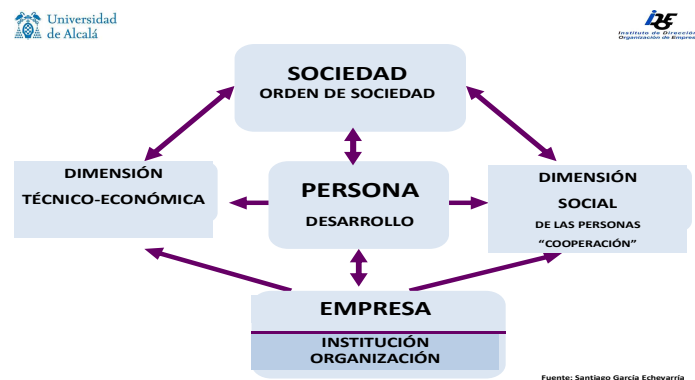 Universidad
de Alcalá
Instituto de Dirección
Organización de Empres
SOCIEDAD
ORDEN DE SOCIEDAD
DIMENSIÓN
TÉCNICO-ECONÓMICA
PERSONA
DESARROLLO
DIMENSIÓN
SOCIAL
DE LAS PERSONAS
“COOPERACIÓN”
EMPRESA
INSTITUCIÓN
ORGANIZACIÓN
Fuente: Santiago García Echevarría